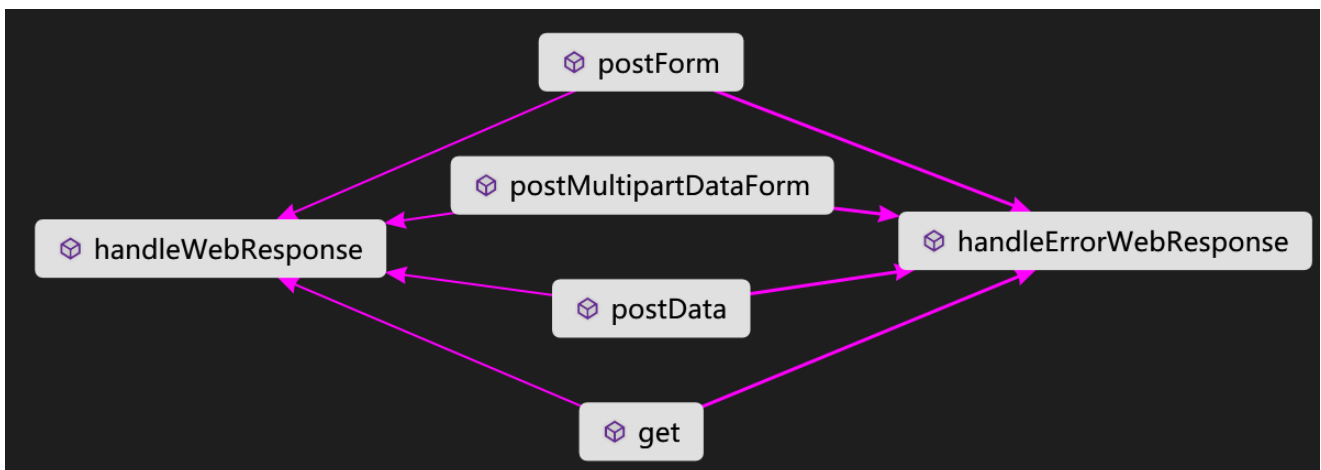 postForm
postMultipartDataForm
handleWebResponse
handleErrorWebResponse
postData
get